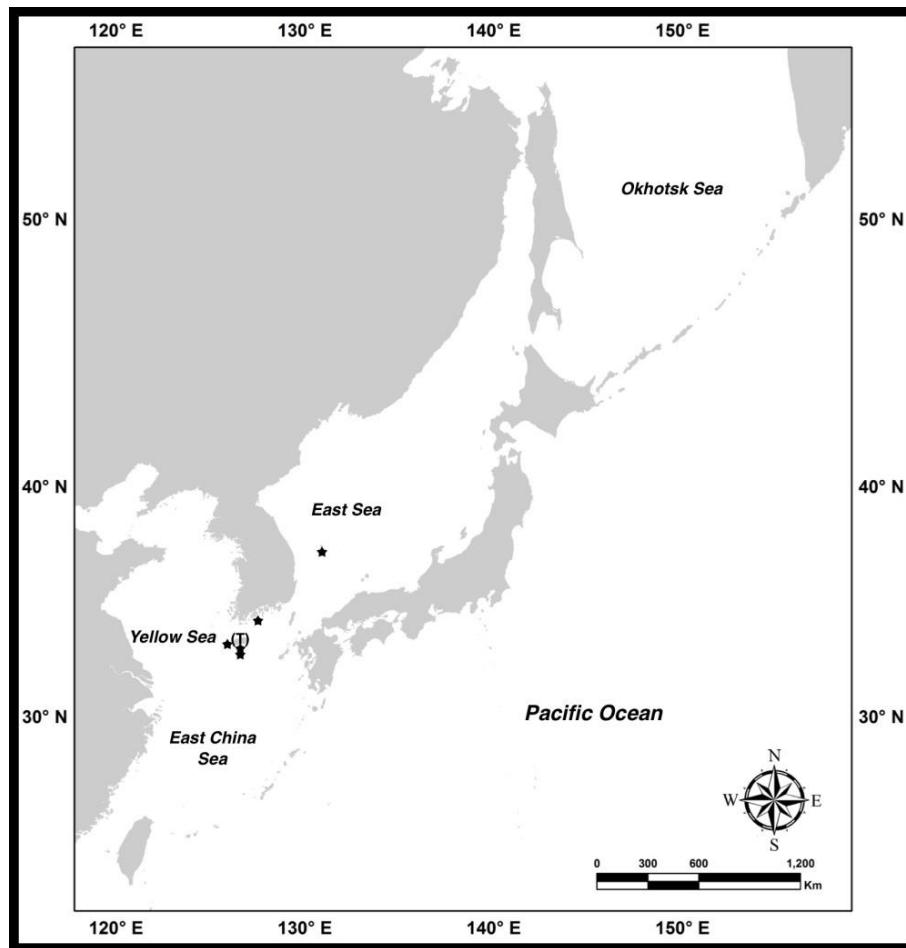 120° E 130° E 140° E 150° E
Okhotsk Sea
50° N 50° N
40° N 40° N
East Sea
Yellow Sea (T)
30° N Pacific Ocean 30° N
East China
Sea
N
W E
S
0 300 600 1,200
Km
120° E 130° E 140° E 150° E